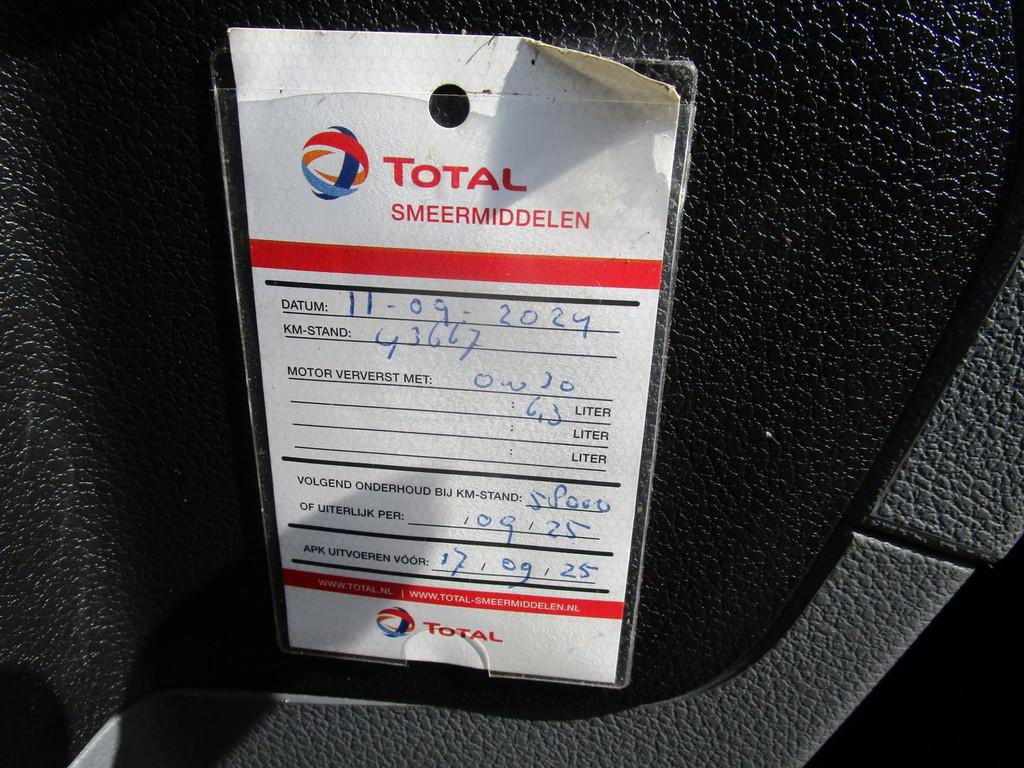 TOTAL
SMEERMIDDELEN
DATUM: 11-09-2024
KM-STAND: 43667
MOTOR VERVERST MET: 0w30
: 6,3 LITER
: LITER
: LITER
VOLGEND ONDERHOUD BIJ KM-STAND: 58000
OF UITERLIJK PER: / 09 / 25
APK UITVOEREN VÓÓR: 17 / 09 / 25
WWW.TOTAL.NL | WWW.TOTAL-SMEERMIDDELEN.NL
TOTAL